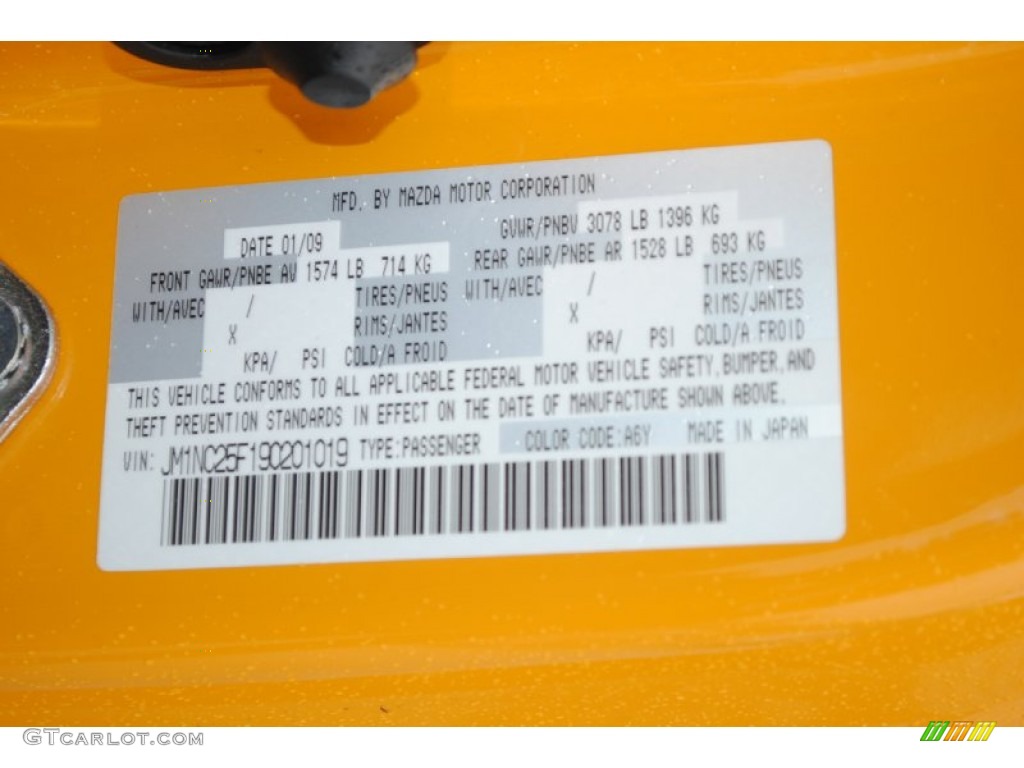 MFD. BY MAZDA MOTOR CORPORATION
DATE 01/09 GVWR/PNBV 3078 LB 1396 KG
FRONT GAWR/PNBE AV 1574 LB 714 KG REAR GAWR/PNBE AR 1528 LB 693 KG
WITH/AVEC / TIRES/PNEUS WITH/AVEC / TIRES/PNEUS
X RIMS/JANTES X RIMS/JANTES
KPA/ PSI COLD/A FROID KPA/ PSI COLD/A FROID
THIS VEHICLE CONFORMS TO ALL APPLICABLE FEDERAL MOTOR VEHICLE SAFETY, BUMPER, AND
THEFT PREVENTION STANDARDS IN EFFECT ON THE DATE OF MANUFACTURE SHOWN ABOVE.
VIN: JM1NC25F190201019 TYPE:PASSENGER COLOR CODE:A6Y MADE IN JAPAN
GTCARLOT.COM